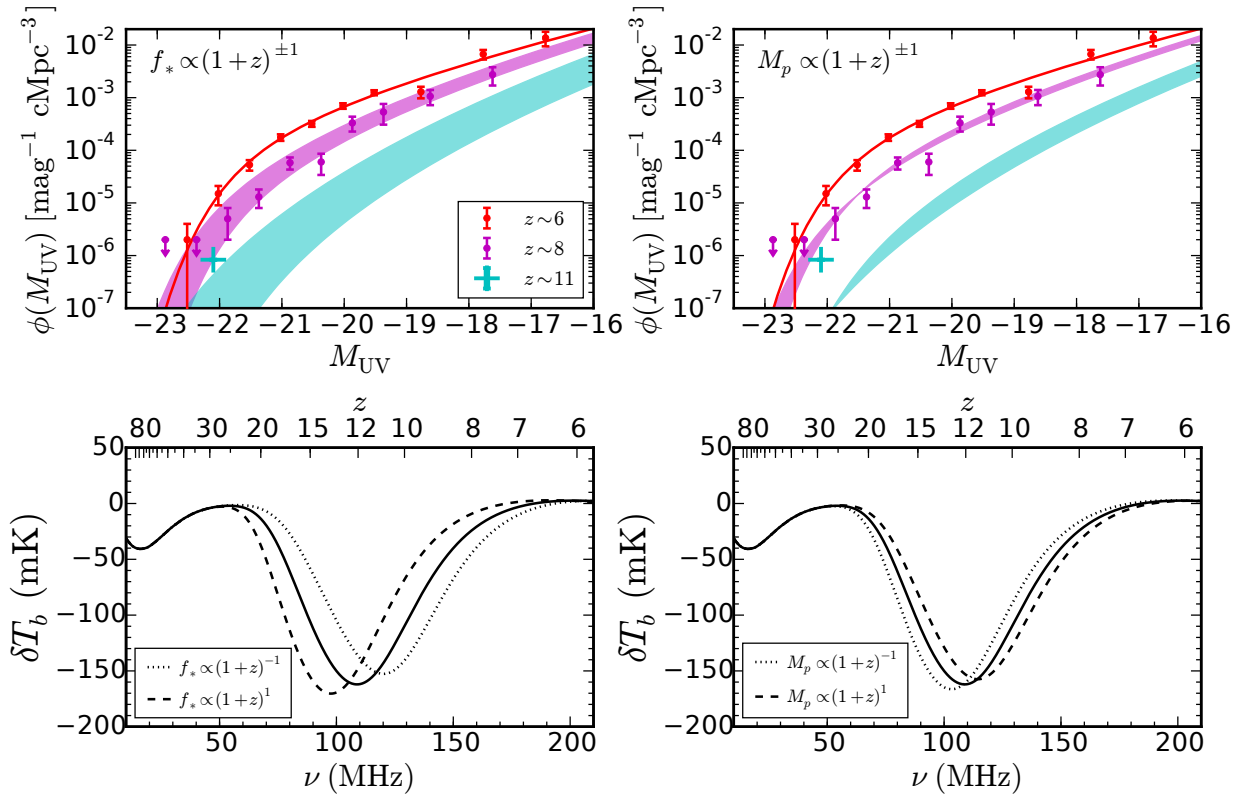 f_* ∝ (1+z)^{±1}
10^{-2}
10^{-3}
10^{-4}
10^{-5}
10^{-6}
10^{-7}
φ(M_UV) [mag^{-1} cMpc^{-3}]
z∼6
z∼8
z∼11
−23 −22 −21 −20 −19 −18 −17 −16
M_UV
M_p ∝ (1+z)^{±1}
10^{-2}
10^{-3}
10^{-4}
10^{-5}
10^{-6}
10^{-7}
φ(M_UV) [mag^{-1} cMpc^{-3}]
−23 −22 −21 −20 −19 −18 −17 −16
M_UV
z
80 30 20 15 12 10 8 7 6
50
0
−50
−100
−150
−200
δT_b (mK)
f_* ∝ (1+z)^{-1}
f_* ∝ (1+z)^{1}
50 100 150 200
ν (MHz)
z
80 30 20 15 12 10 8 7 6
50
0
−50
−100
−150
−200
δT_b (mK)
M_p ∝ (1+z)^{-1}
M_p ∝ (1+z)^{1}
50 100 150 200
ν (MHz)